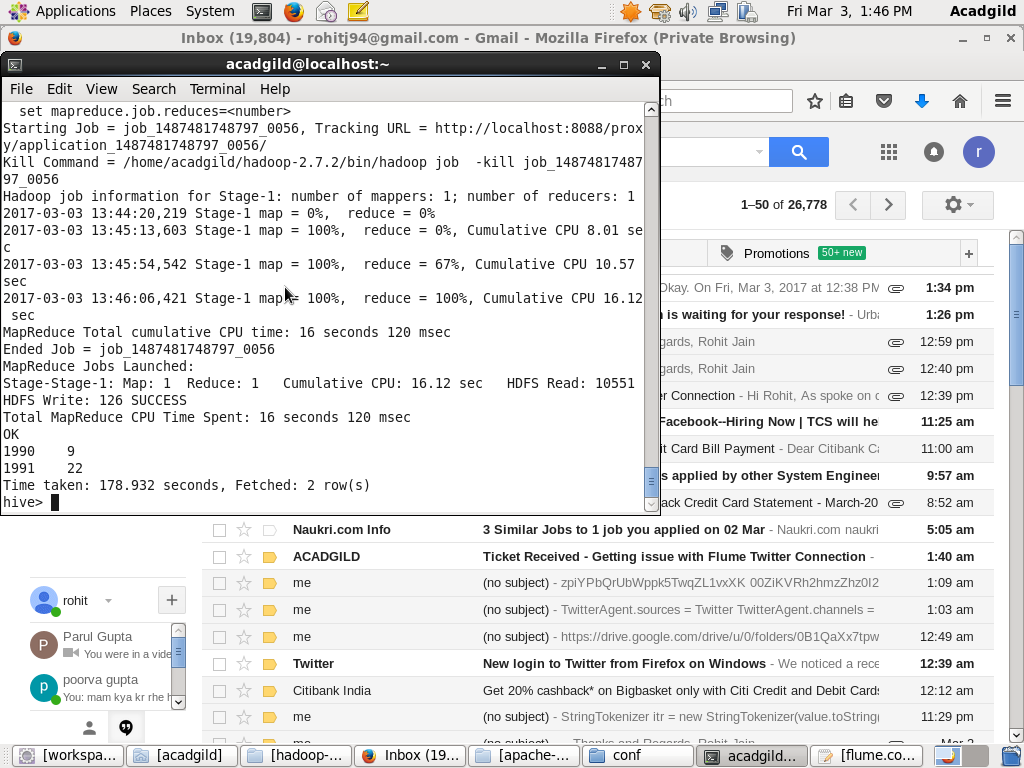 Applications Places System Fri Mar 3, 1:46 PM Acadgild
Inbox (19,804) - rohitj94@gmail.com - Gmail - Mozilla Firefox (Private Browsing)
acadgild@localhost:~
File Edit View Search Terminal Help
set mapreduce.job.reduces=<number>
Starting Job = job_1487481748797_0056, Tracking URL = http://localhost:8088/prox
y/application_1487481748797_0056/
Kill Command = /home/acadgild/hadoop-2.7.2/bin/hadoop job  -kill job_14874817487
97_0056
Hadoop job information for Stage-1: number of mappers: 1; number of reducers: 1
2017-03-03 13:44:20,219 Stage-1 map = 0%,  reduce = 0%
2017-03-03 13:45:13,603 Stage-1 map = 100%,  reduce = 0%, Cumulative CPU 8.01 se
c
2017-03-03 13:45:54,542 Stage-1 map = 100%,  reduce = 67%, Cumulative CPU 10.57
sec
2017-03-03 13:46:06,421 Stage-1 map = 100%,  reduce = 100%, Cumulative CPU 16.12
sec
MapReduce Total cumulative CPU time: 16 seconds 120 msec
Ended Job = job_1487481748797_0056
MapReduce Jobs Launched:
Stage-Stage-1: Map: 1  Reduce: 1   Cumulative CPU: 16.12 sec   HDFS Read: 10551
HDFS Write: 126 SUCCESS
Total MapReduce CPU Time Spent: 16 seconds 120 msec
OK
1990    9
1991    22
Time taken: 178.932 seconds, Fetched: 2 row(s)
hive>
ch
r
1–50 of 26,778
Promotions 50+ new
Okay. On Fri, Mar 3, 2017 at 12:38 PM 1:34 pm
is waiting for your response! - Urba 1:26 pm
gards, Rohit Jain 12:59 pm
gards, Rohit Jain 12:40 pm
r Connection - Hi Rohit, As spoke on c 12:39 pm
Facebook--Hiring Now | TCS will he 11:25 am
it Card Bill Payment - Dear Citibank Ca 11:00 am
s applied by other System Engineer 9:57 am
ack Credit Card Statement - March-20 8:52 am
Naukri.com Info 3 Similar Jobs to 1 job you applied on 02 Mar - Naukri.com naukri 5:05 am
ACADGILD Ticket Received - Getting issue with Flume Twitter Connection - 1:40 am
me (no subject) - zpiYPbQrUbWppk5TwqZL1vxXK 00ZiKVRh2hmzZhz0I2 1:09 am
me (no subject) - TwitterAgent.sources = Twitter TwitterAgent.channels = 1:03 am
me (no subject) - https://drive.google.com/drive/u/0/folders/0B1QaXx7tpw 12:49 am
Twitter New login to Twitter from Firefox on Windows - We noticed a rece 12:39 am
Citibank India Get 20% cashback* on Bigbasket only with Citi Credit and Debit Cards 12:12 am
me (no subject) - StringTokenizer itr = new StringTokenizer(value.toString( 11:29 pm
rohit
P Parul Gupta
You were in a vide
p poorva gupta
You: mam kya kr rhe h
[workspa... [acadgild] [hadoop-... Inbox (19... [apache-... conf acadgild... [flume.co...